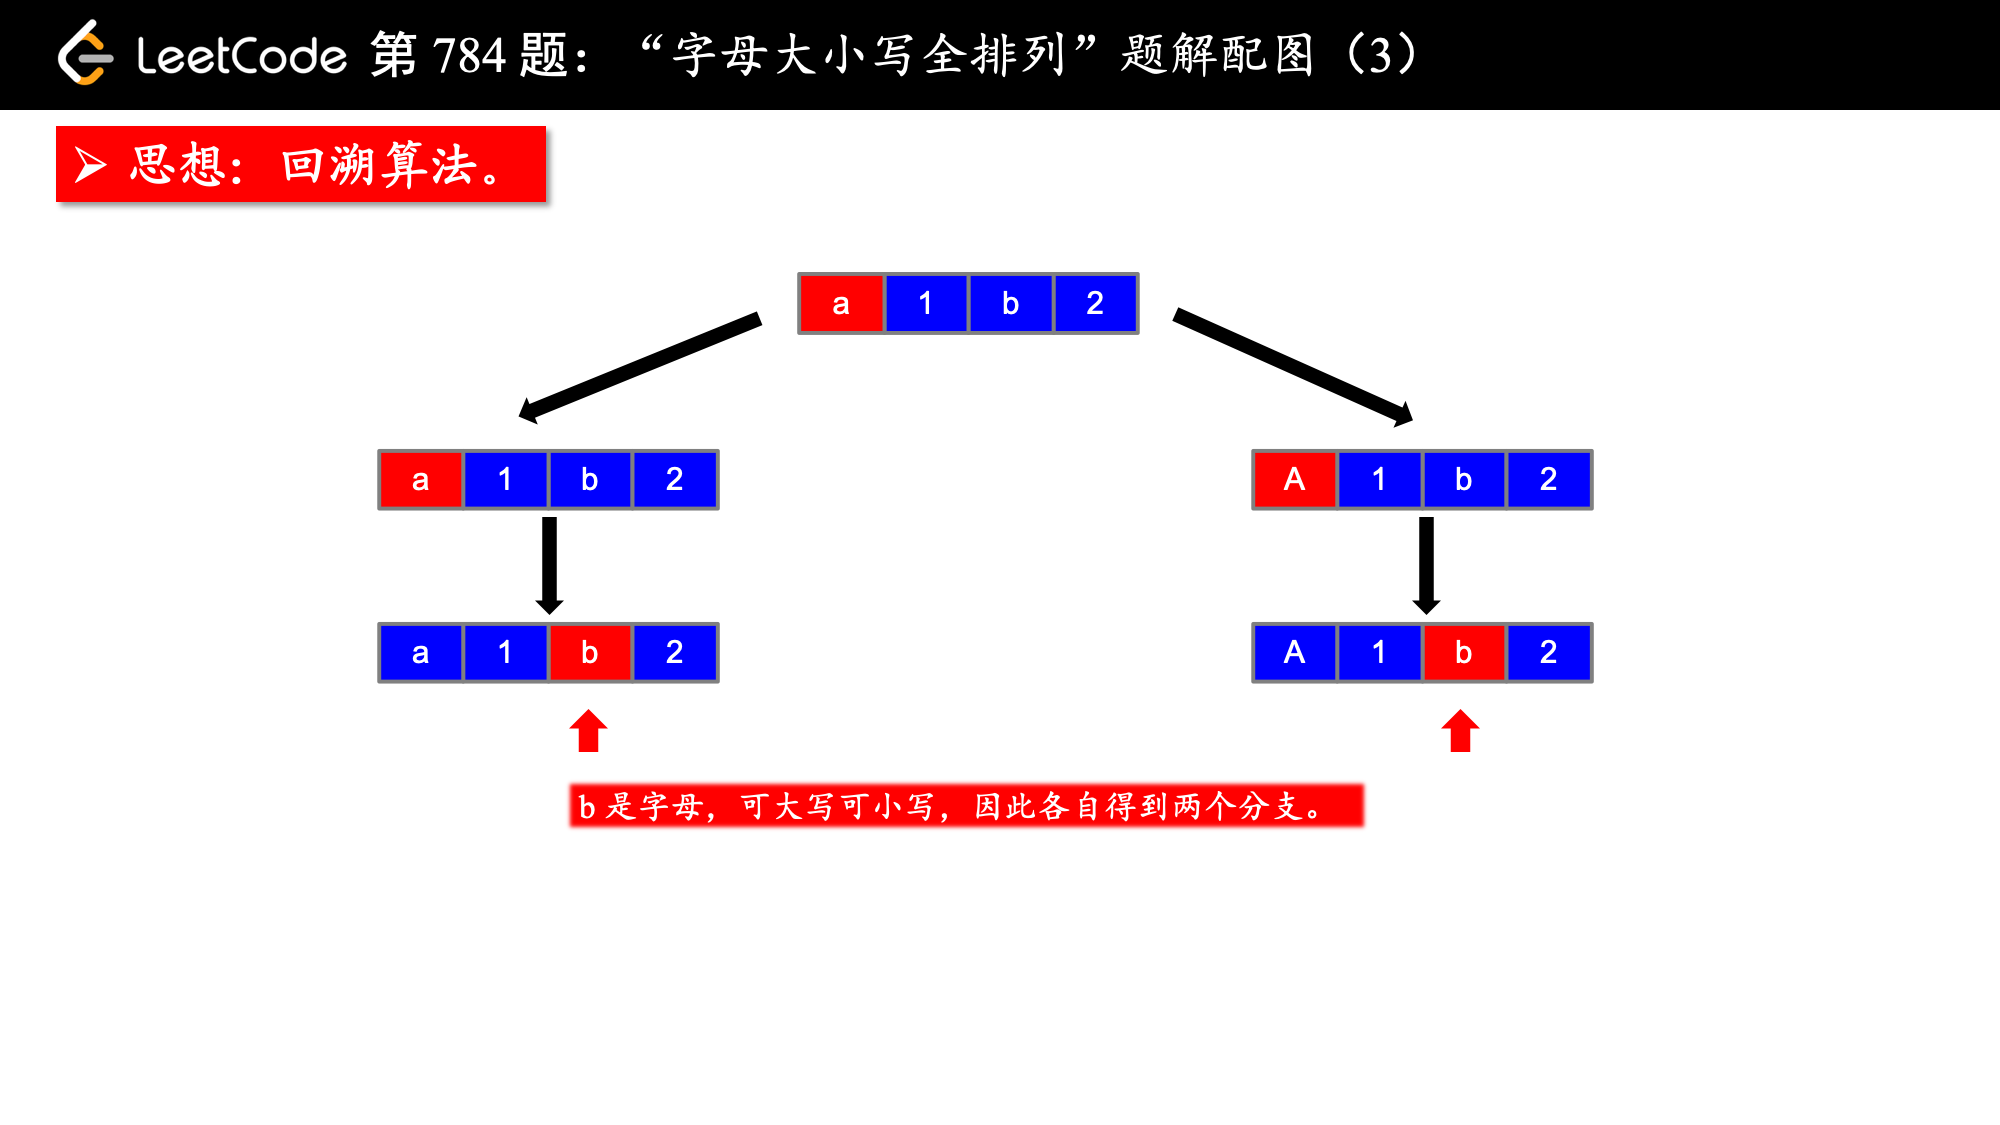 LeetCode 第 784 题：“字母大小写全排列”题解配图（3）
思想：回溯算法。
a 1 b 2
a 1 b 2
A 1 b 2
a 1 b 2
A 1 b 2
b 是字母，可大写可小写，因此各自得到两个分支。